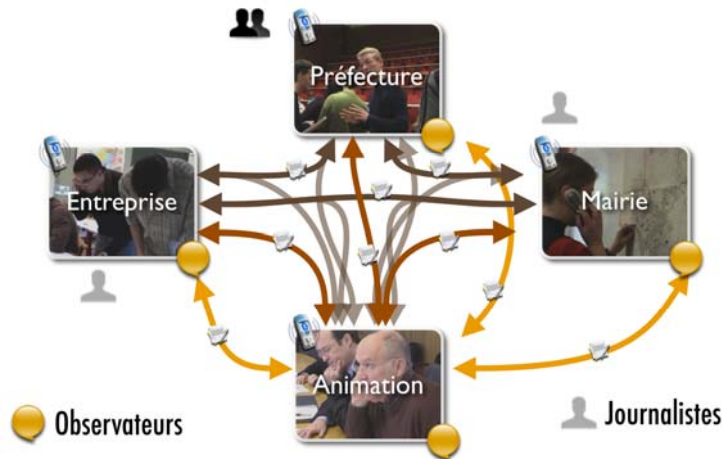 Préfecture
Entreprise
Mairie
Animation
Observateurs
Journalistes